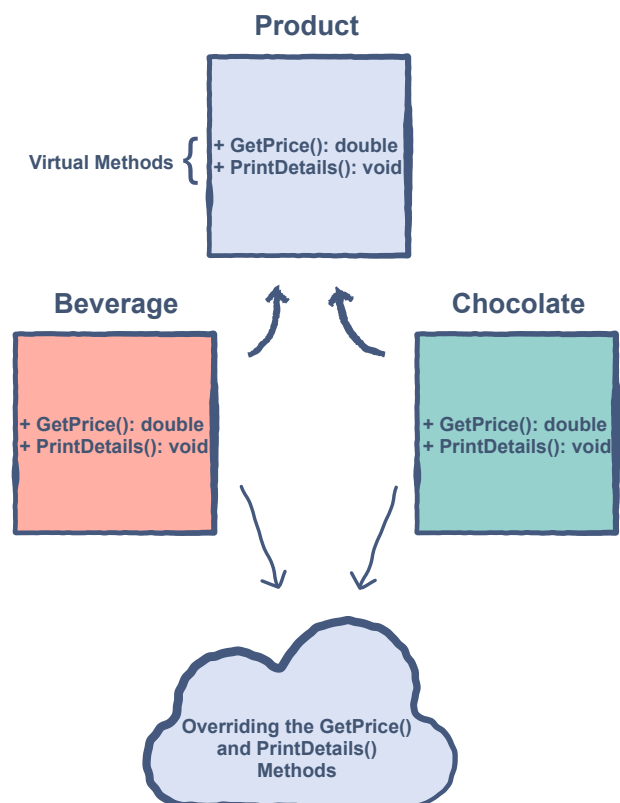 Product
+ GetPrice(): double
Virtual Methods {
+ PrintDetails(): void
Beverage
+ GetPrice(): double
+ PrintDetails(): void
Chocolate
+ GetPrice(): double
+ PrintDetails(): void
Overriding the GetPrice()
and PrintDetails()
Methods